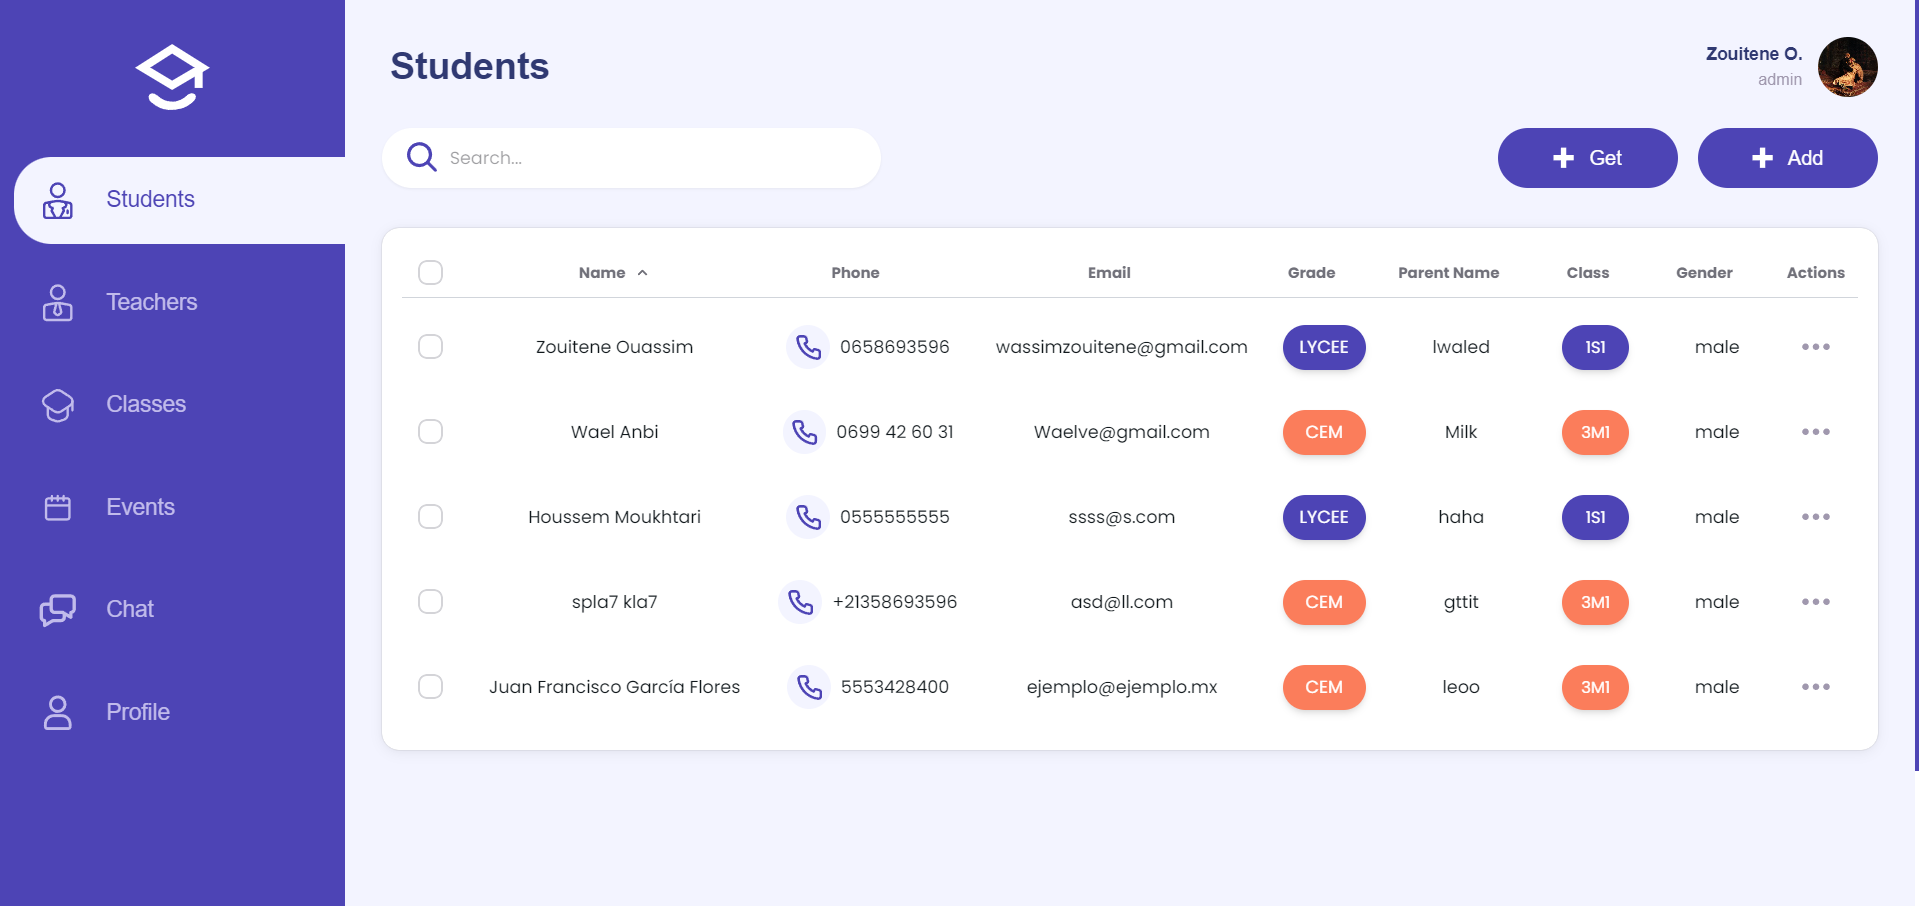 Students
Teachers
Classes
Events
Chat
Profile
Students
Zouitene O.
admin
Search...
Get
Add
Name Phone Email Grade Parent Name Class Gender Actions
Zouitene Ouassim 0658693596 wassimzouitene@gmail.com LYCEE lwaled 1S1 male
Wael Anbi 0699 42 60 31 Waelve@gmail.com CEM Milk 3M1 male
Houssem Moukhtari 0555555555 ssss@s.com LYCEE haha 1S1 male
spla7 kla7 +21358693596 asd@ll.com CEM gttit 3M1 male
Juan Francisco García Flores 5553428400 ejemplo@ejemplo.mx CEM leoo 3M1 male